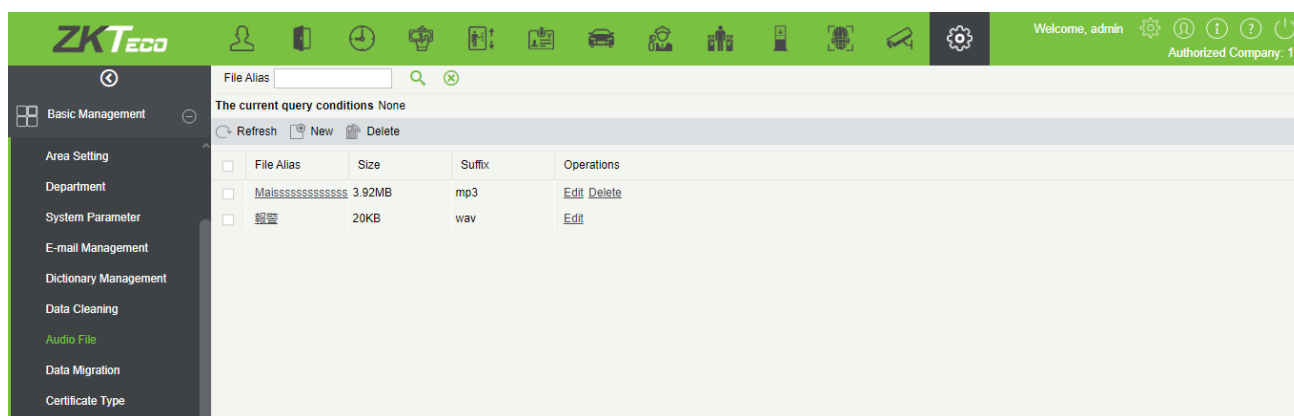 ZKTECO
Welcome, admin
Authorized Company: 1
Basic Management
Area Setting
Department
System Parameter
E-mail Management
Dictionary Management
Data Cleaning
Audio File
Data Migration
Certificate Type
File Alias
The current query conditions None
Refresh New Delete
File Alias Size Suffix Operations
Maisssssssssssss 3.92MB mp3 Edit Delete
報警 20KB wav Edit